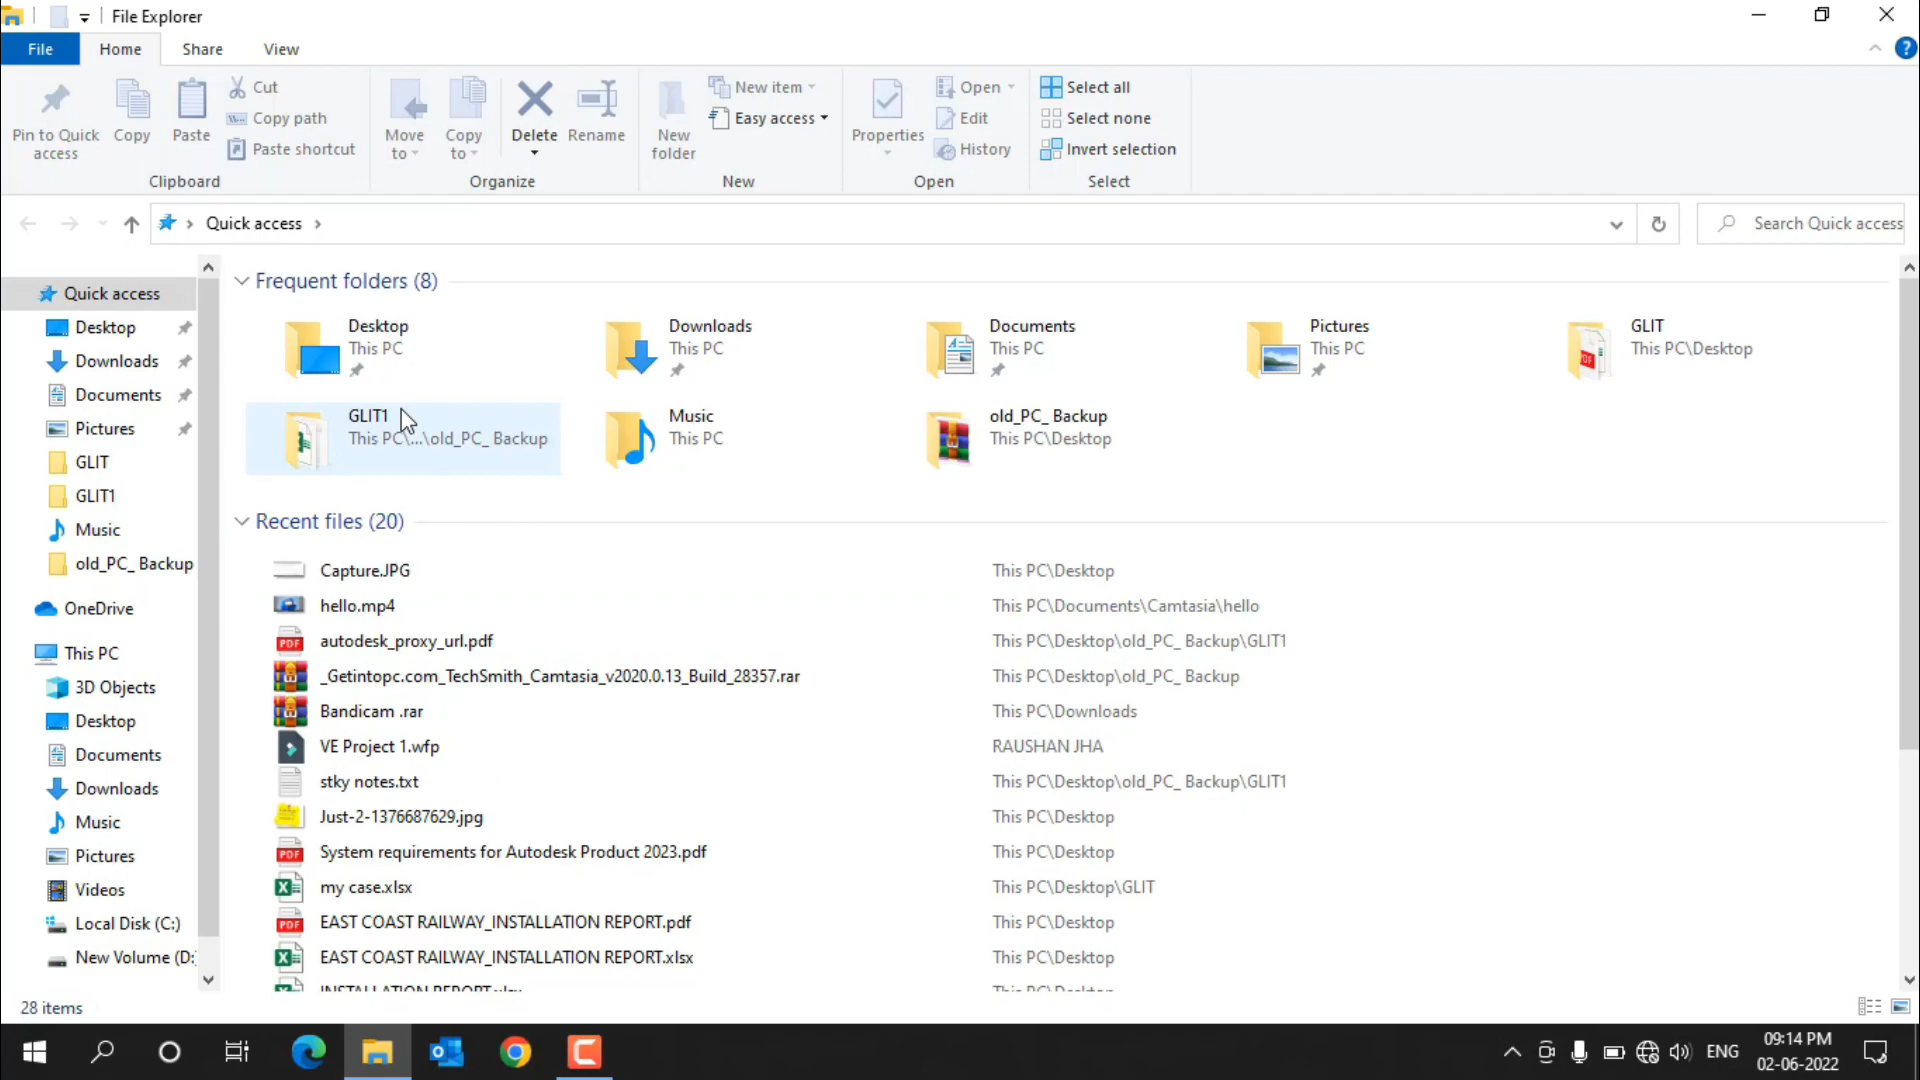 File Explorer
File Home Share View
Pin to Quick access
Copy
Paste
Cut
Copy path
Paste shortcut
Clipboard
Move to
Copy to
Delete
Rename
Organize
New folder
New item
Easy access
New
Properties
Open
Edit
History
Open
Select all
Select none
Invert selection
Select
Quick access
Search Quick access
Quick access
Desktop
Downloads
Documents
Pictures
GLIT
GLIT1
Music
old_PC_ Backup
OneDrive
This PC
3D Objects
Desktop
Documents
Downloads
Music
Pictures
Videos
Local Disk (C:)
New Volume (D:
Frequent folders (8)
Desktop
This PC
Downloads
This PC
Documents
This PC
Pictures
This PC
GLIT
This PC\Desktop
GLIT1
This PC\...\old_PC_ Backup
Music
This PC
old_PC_ Backup
This PC\Desktop
Recent files (20)
Capture.JPG This PC\Desktop
hello.mp4 This PC\Documents\Camtasia\hello
autodesk_proxy_url.pdf This PC\Desktop\old_PC_ Backup\GLIT1
_Getintopc.com_TechSmith_Camtasia_v2020.0.13_Build_28357.rar This PC\Desktop\old_PC_ Backup
Bandicam .rar This PC\Downloads
VE Project 1.wfp RAUSHAN JHA
stky notes.txt This PC\Desktop\old_PC_ Backup\GLIT1
Just-2-1376687629.jpg This PC\Desktop
System requirements for Autodesk Product 2023.pdf This PC\Desktop
my case.xlsx This PC\Desktop\GLIT
EAST COAST RAILWAY_INSTALLATION REPORT.pdf This PC\Desktop
EAST COAST RAILWAY_INSTALLATION REPORT.xlsx This PC\Desktop
INSTALLATION REPORT.xlsx This PC\Desktop
28 items
ENG
09:14 PM
02-06-2022